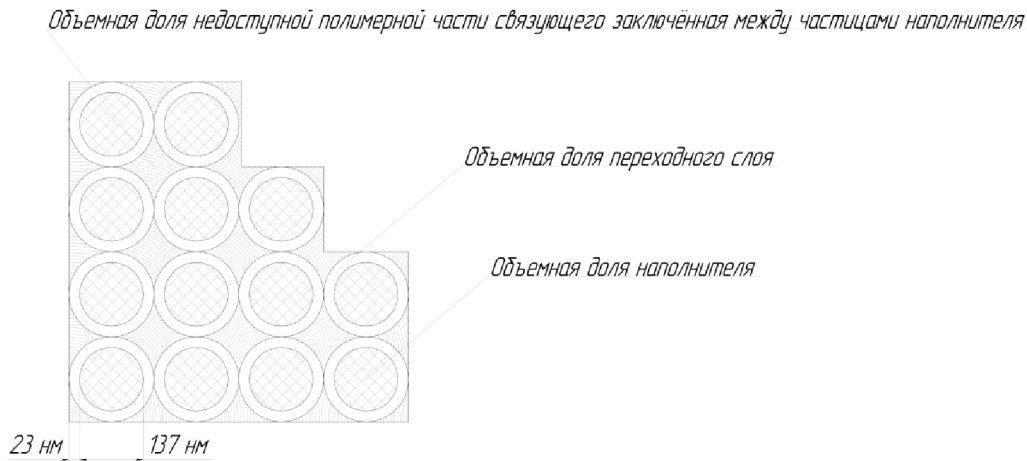 Объемная доля недоступной полимерной части связующего заключённая между частицами наполнителя
Объемная доля переходного слоя
Объемная доля наполнителя
23 нм
137 нм